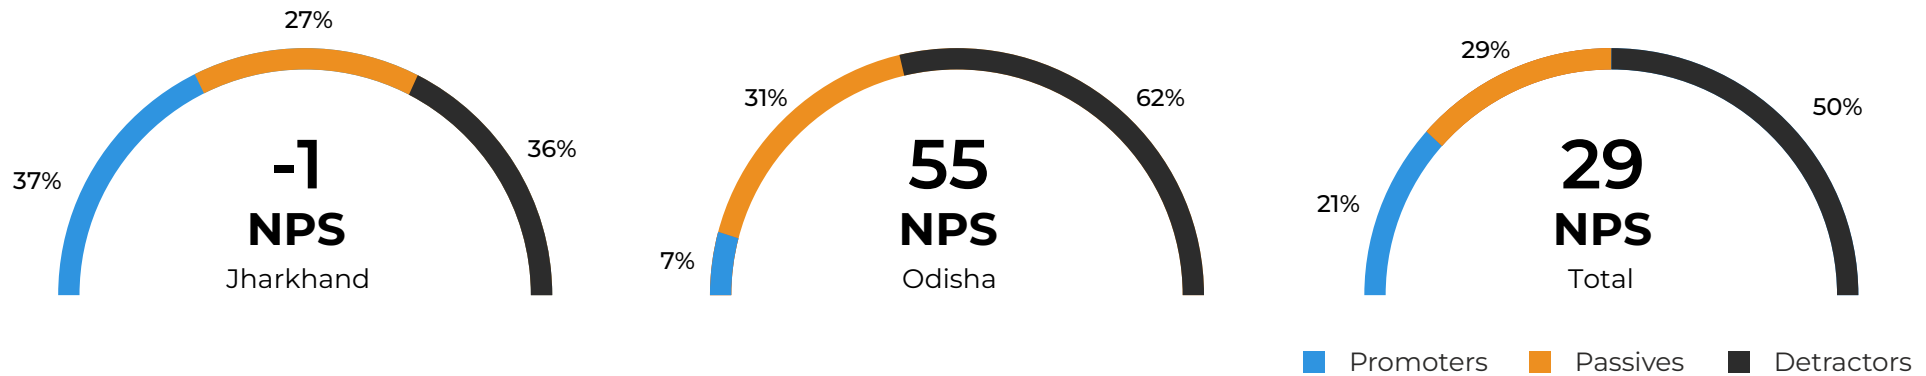 27%
37%
36%
-1
NPS
Jharkhand
31%
62%
7%
55
NPS
Odisha
29%
50%
21%
29
NPS
Total
Promoters
Passives
Detractors